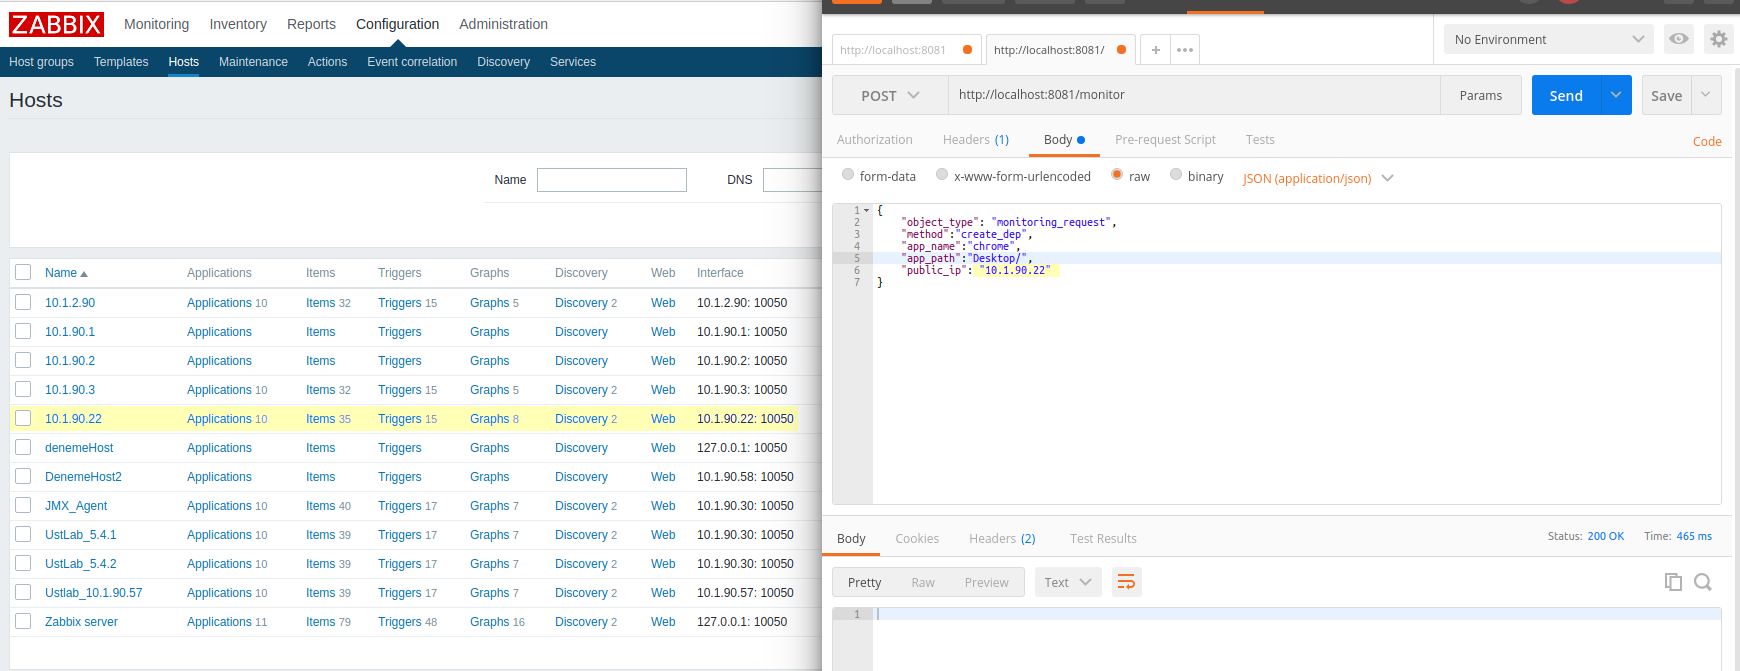 ZABBIX Monitoring Inventory Reports Configuration Administration
Host groups Templates Hosts Maintenance Actions Event correlation Discovery Services
Hosts
Name DNS
Name Applications Items Triggers Graphs Discovery Web Interface
10.1.2.90 Applications 10 Items 32 Triggers 15 Graphs 5 Discovery 2 Web 10.1.2.90: 10050
10.1.90.1 Applications Items Triggers Graphs Discovery Web 10.1.90.1: 10050
10.1.90.2 Applications Items Triggers Graphs Discovery Web 10.1.90.2: 10050
10.1.90.3 Applications 10 Items 32 Triggers 15 Graphs 5 Discovery 2 Web 10.1.90.3: 10050
10.1.90.22 Applications 10 Items 35 Triggers 15 Graphs 8 Discovery 2 Web 10.1.90.22: 10050
denemeHost Applications Items Triggers Graphs Discovery Web 127.0.0.1: 10050
DenemeHost2 Applications Items Triggers Graphs Discovery Web 10.1.90.58: 10050
JMX_Agent Applications 10 Items 40 Triggers 17 Graphs 7 Discovery 2 Web 10.1.90.30: 10050
UstLab_5.4.1 Applications 10 Items 39 Triggers 17 Graphs 7 Discovery 2 Web 10.1.90.30: 10050
UstLab_5.4.2 Applications 10 Items 39 Triggers 17 Graphs 7 Discovery 2 Web 10.1.90.30: 10050
Ustlab_10.1.90.57 Applications 10 Items 39 Triggers 17 Graphs 7 Discovery 2 Web 10.1.90.57: 10050
Zabbix server Applications 11 Items 79 Triggers 48 Graphs 16 Discovery 2 Web 127.0.0.1: 10050
http://localhost:8081 http://localhost:8081/ + ••• No Environment
POST http://localhost:8081/monitor Params Send Save
Authorization Headers (1) Body Pre-request Script Tests Code
form-data x-www-form-urlencoded raw binary JSON (application/json)
1 {
2 "object_type": "monitoring_request",
3 "method":"create_dep",
4 "app_name":"chrome",
5 "app_path":"Desktop/",
6 "public_ip": "10.1.90.22"
7 }
Body Cookies Headers (2) Test Results Status: 200 OK Time: 465 ms
Pretty Raw Preview Text
1